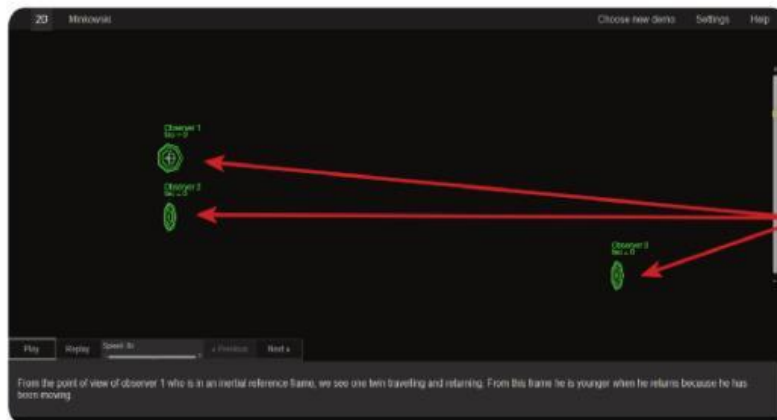 2D Minkowski Choose new demo Settings Help
Observer 1
Observer 2
Observer 3
Play Replay Speed: Next
From the point of view of observer 1 who is in an inertial reference frame, we see one twin travelling and returning. From this frame he is younger when he returns because he has
been moving.